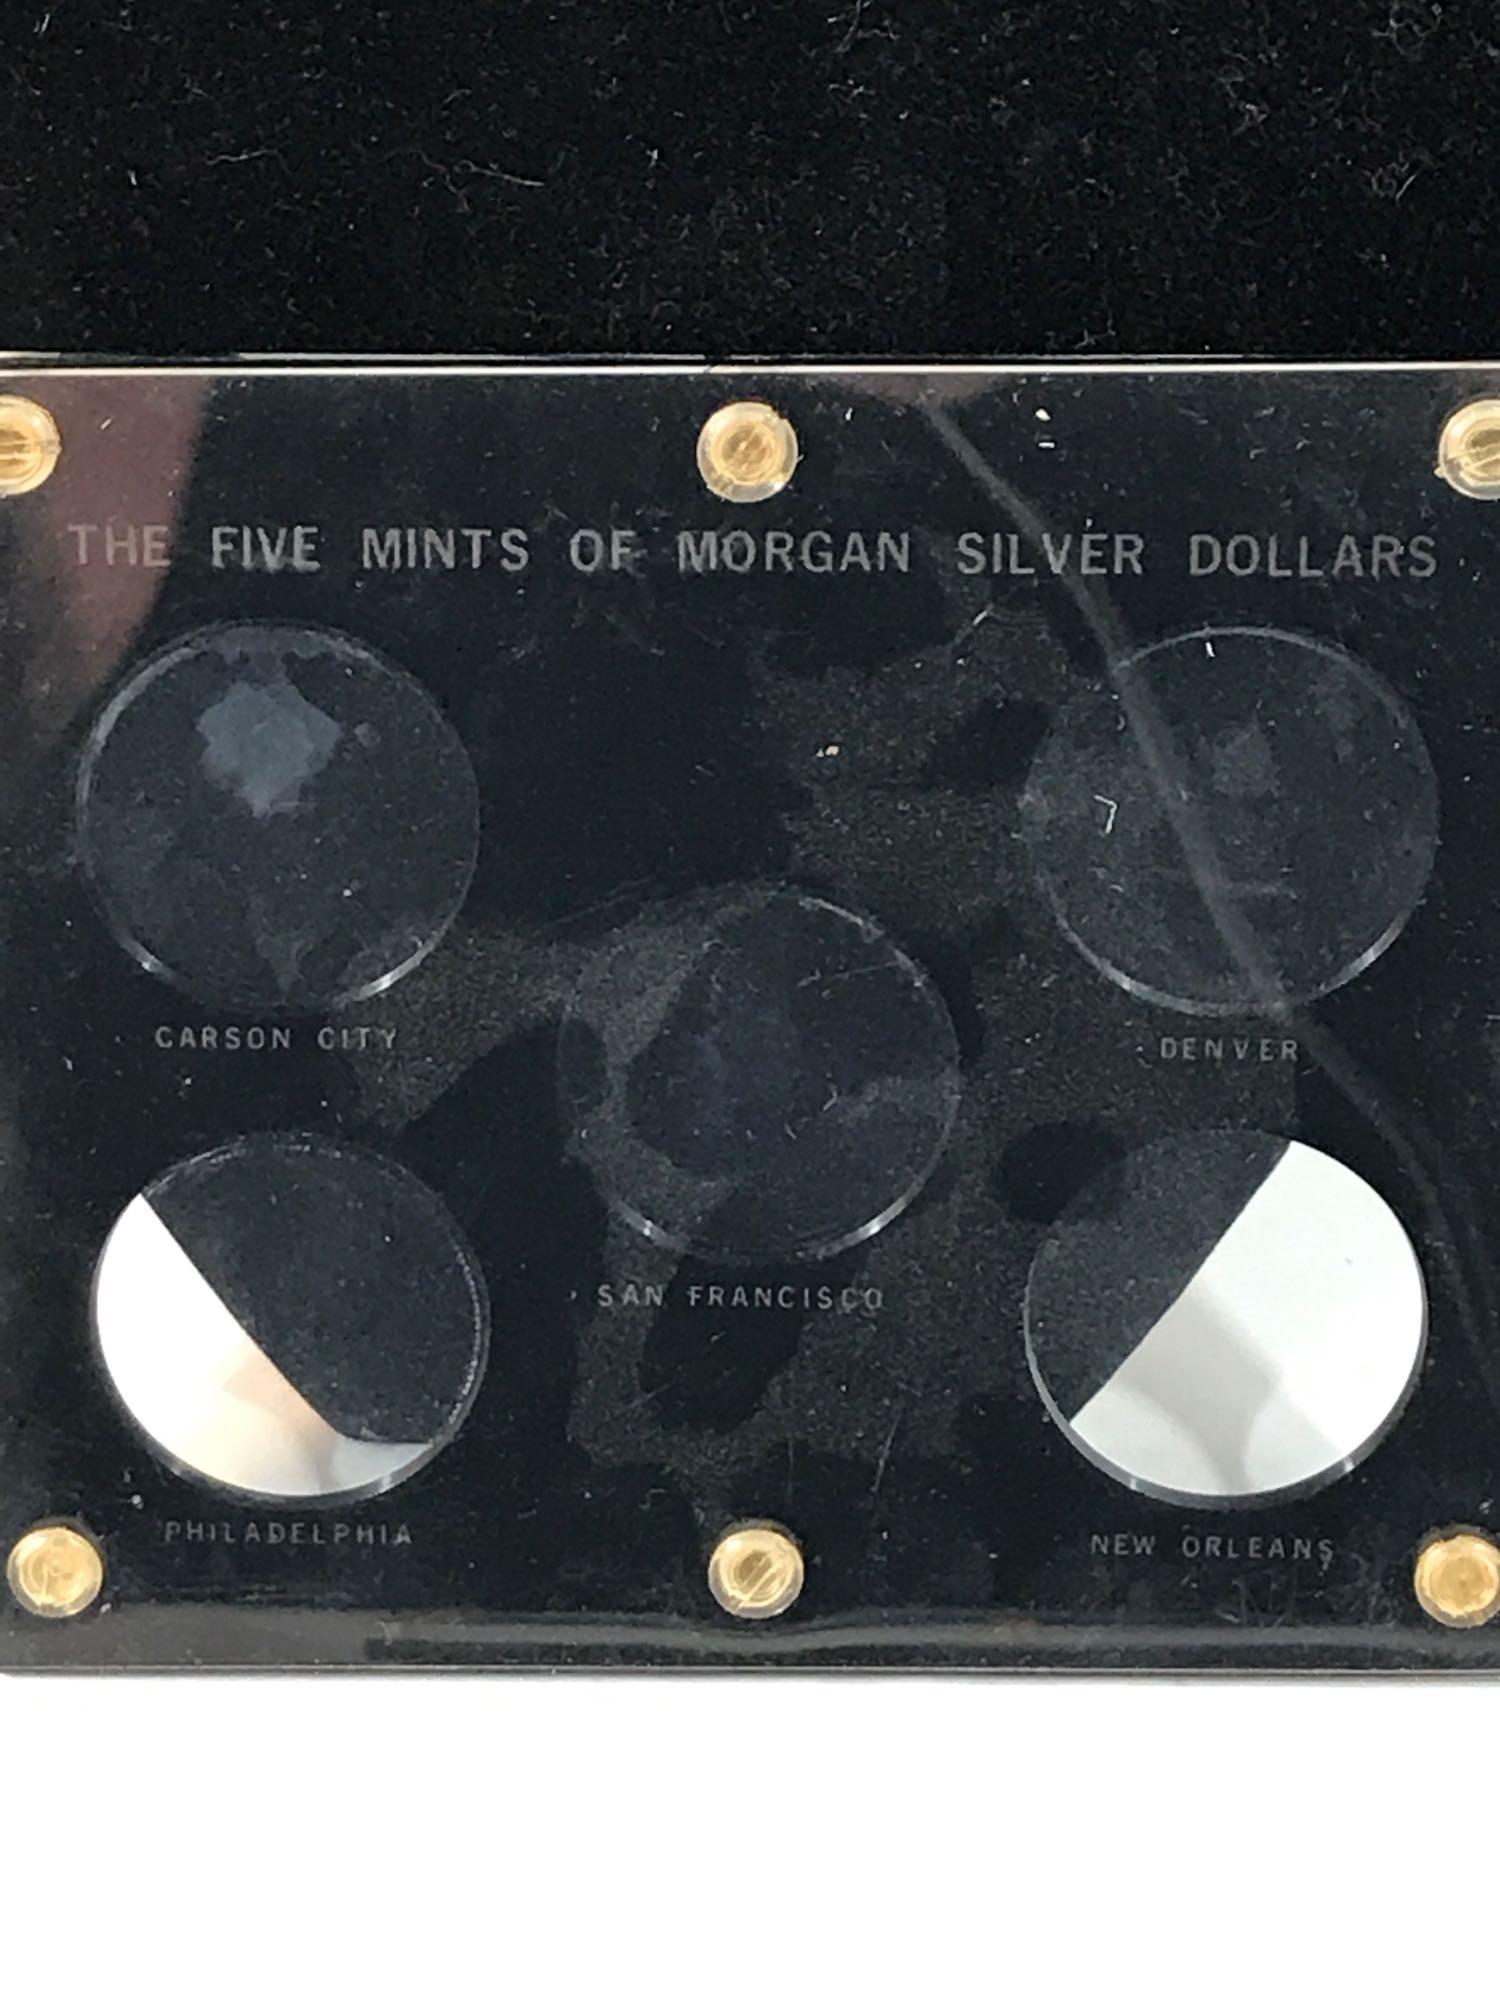 THE FIVE MINTS OF MORGAN SILVER DOLLARS
CARSON CITY
DENVER
SAN FRANCISCO
PHILADELPHIA
NEW ORLEANS